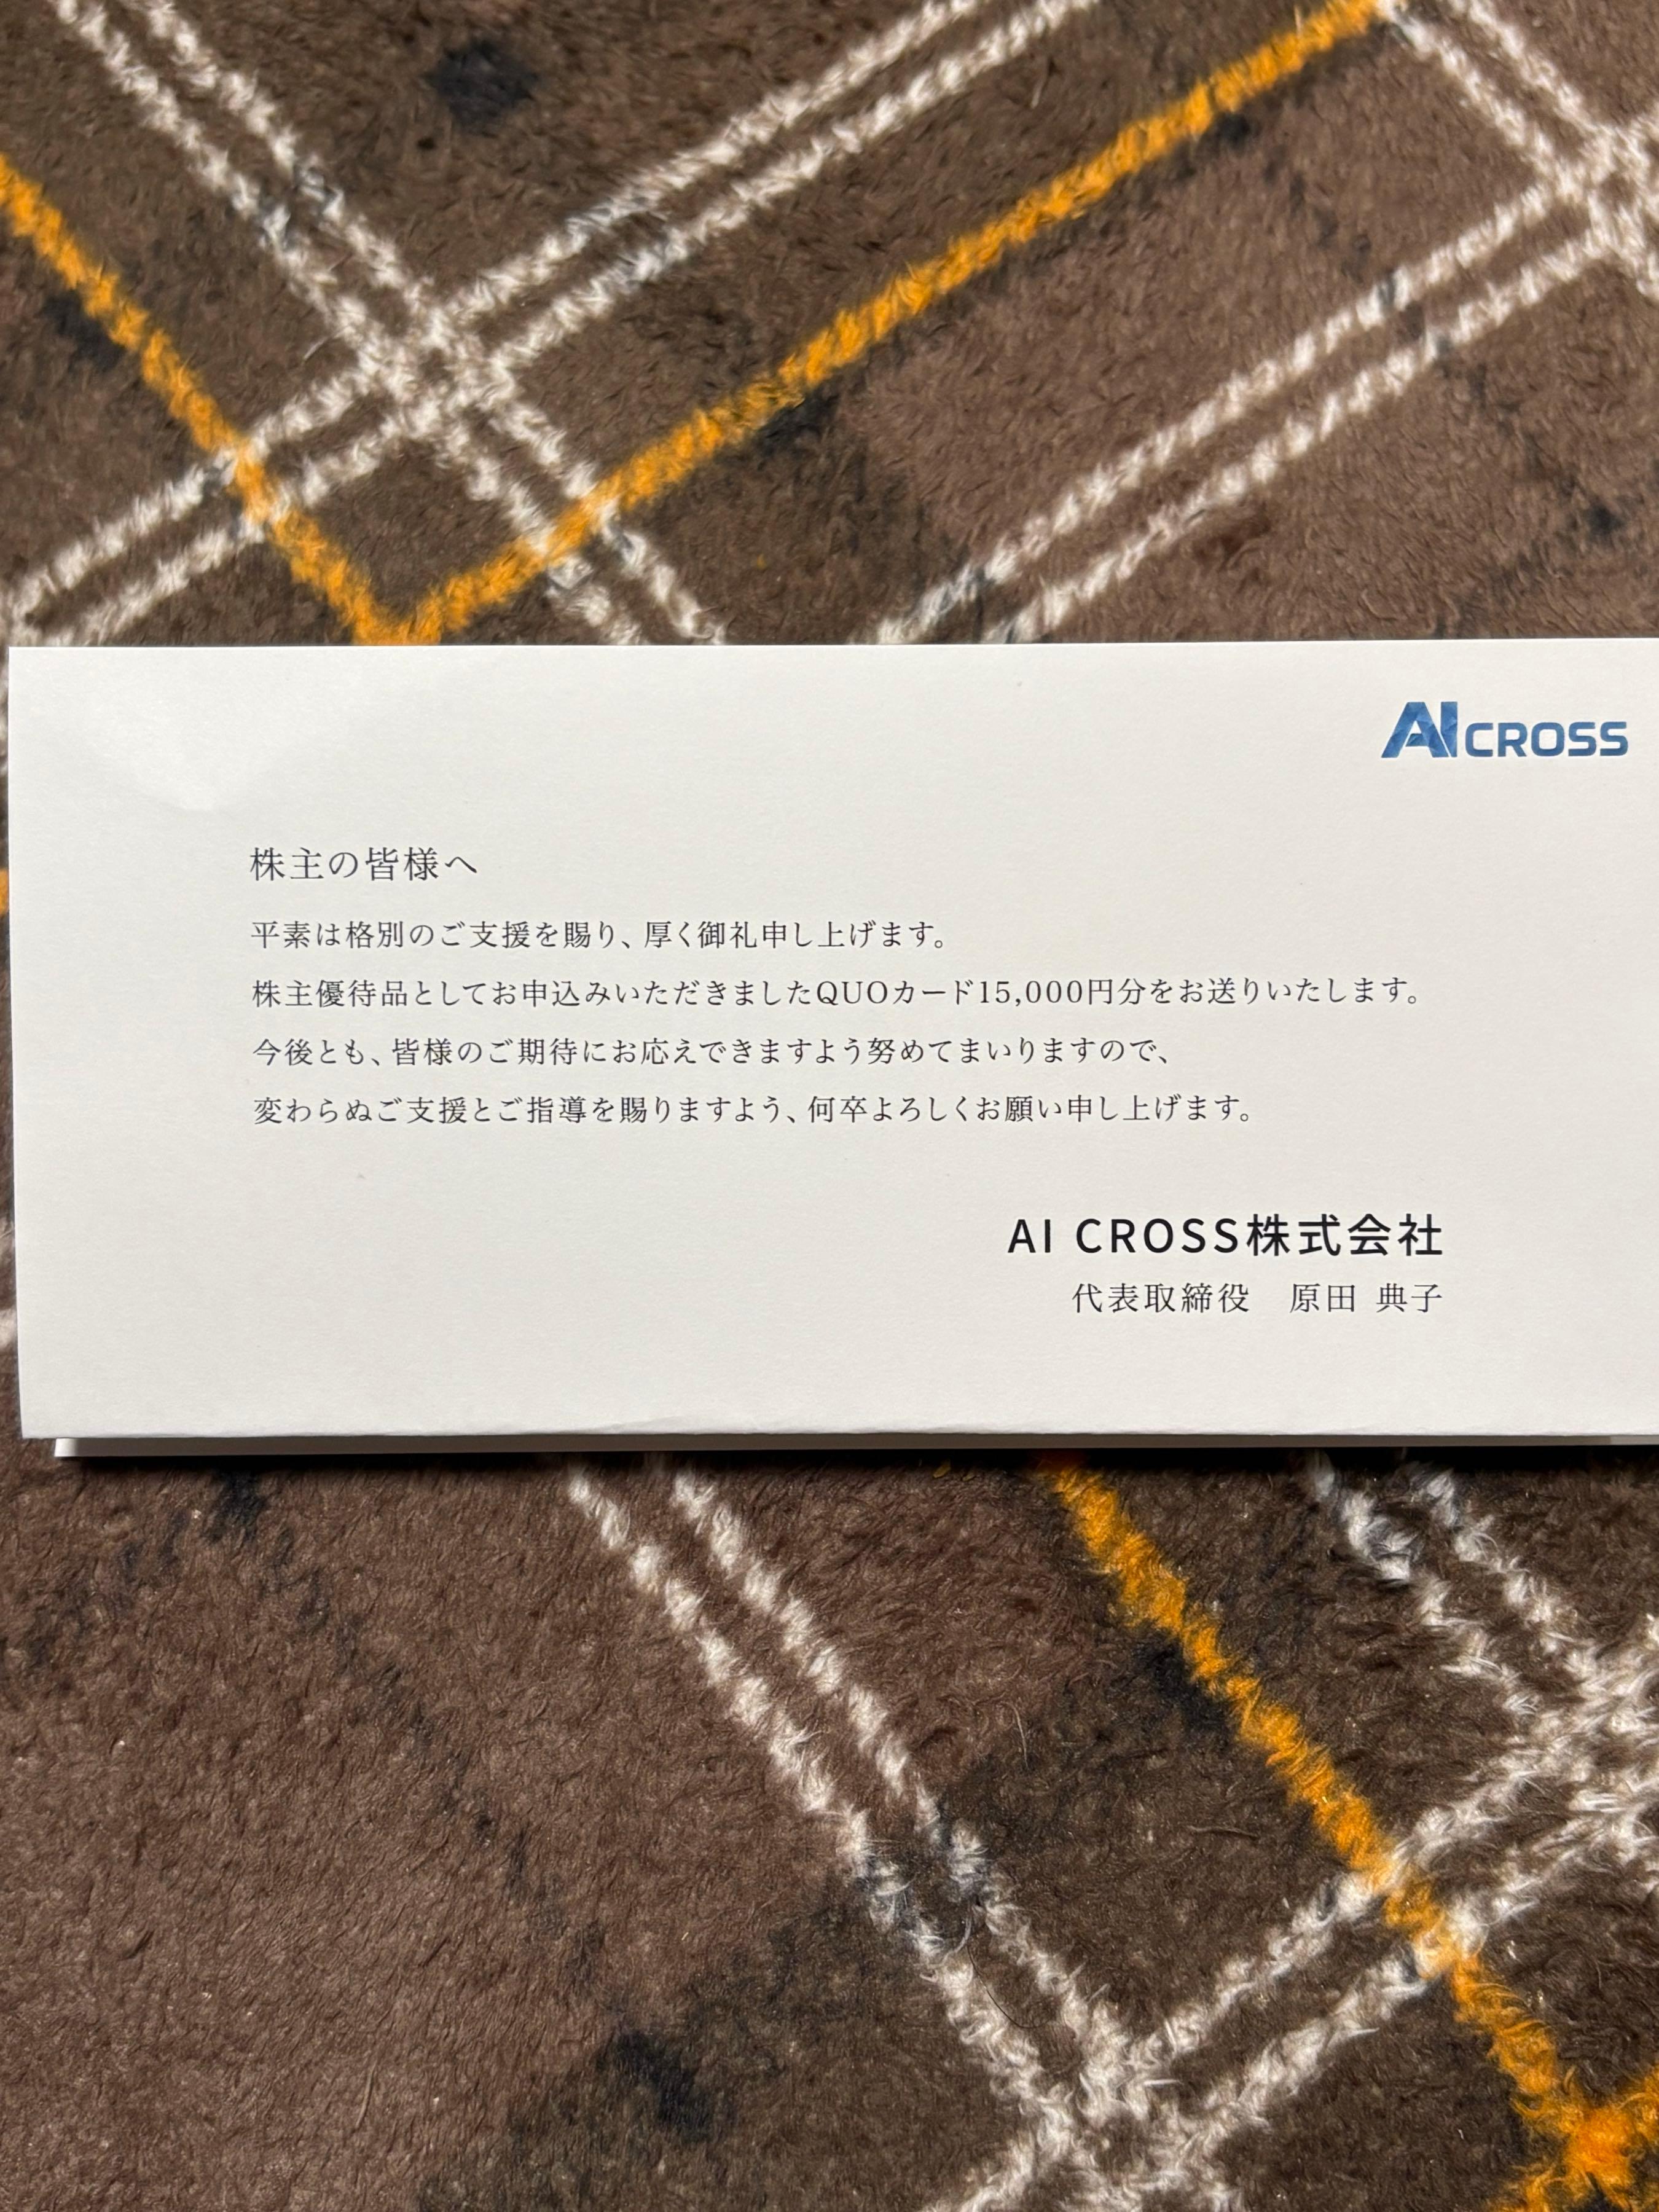 AI CROSS
株主の皆様へ
平素は格別のご支援を賜り、厚く御礼申し上げます。
株主優待品としてお申込みいただきましたQUOカード15,000円分をお送りいたします。
今後とも、皆様のご期待にお応えできますよう努めてまいりますので、
変わらぬご支援とご指導を賜りますよう、何卒よろしくお願い申し上げます。
AI CROSS株式会社
代表取締役　原田 典子